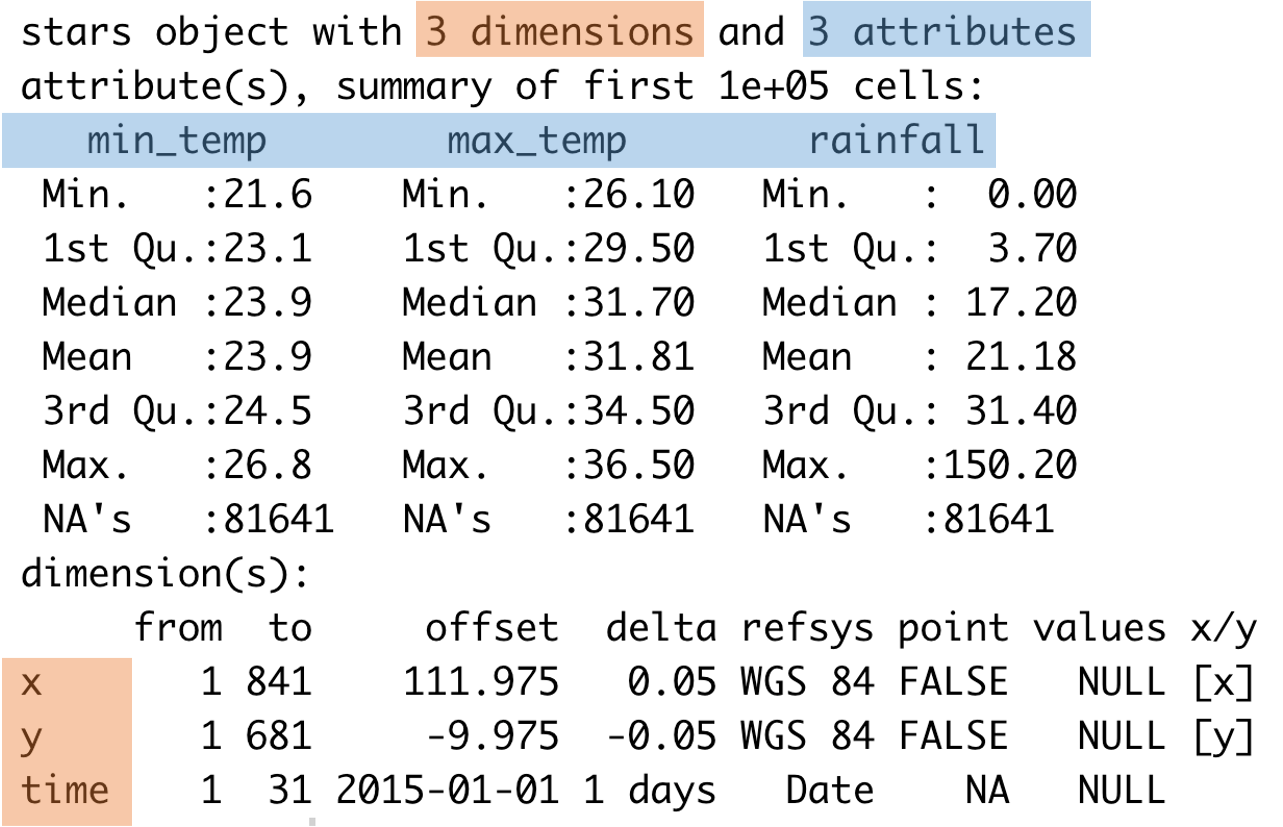 stars object with 3 dimensions and 3 attributes
attribute(s), summary of first 1e+05 cells:
    min_temp        max_temp        rainfall
 Min.   :21.6    Min.   :26.10   Min.   :  0.00
 1st Qu.:23.1    1st Qu.:29.50   1st Qu.:  3.70
 Median :23.9    Median :31.70   Median : 17.20
 Mean   :23.9    Mean   :31.81   Mean   : 21.18
 3rd Qu.:24.5    3rd Qu.:34.50   3rd Qu.: 31.40
 Max.   :26.8    Max.   :36.50   Max.   :150.20
 NA's   :81641   NA's   :81641   NA's   :81641
dimension(s):
     from  to     offset  delta refsys point values x/y
x       1 841    111.975   0.05 WGS 84 FALSE   NULL [x]
y       1 681     -9.975  -0.05 WGS 84 FALSE   NULL [y]
time    1  31 2015-01-01 1 days   Date    NA   NULL